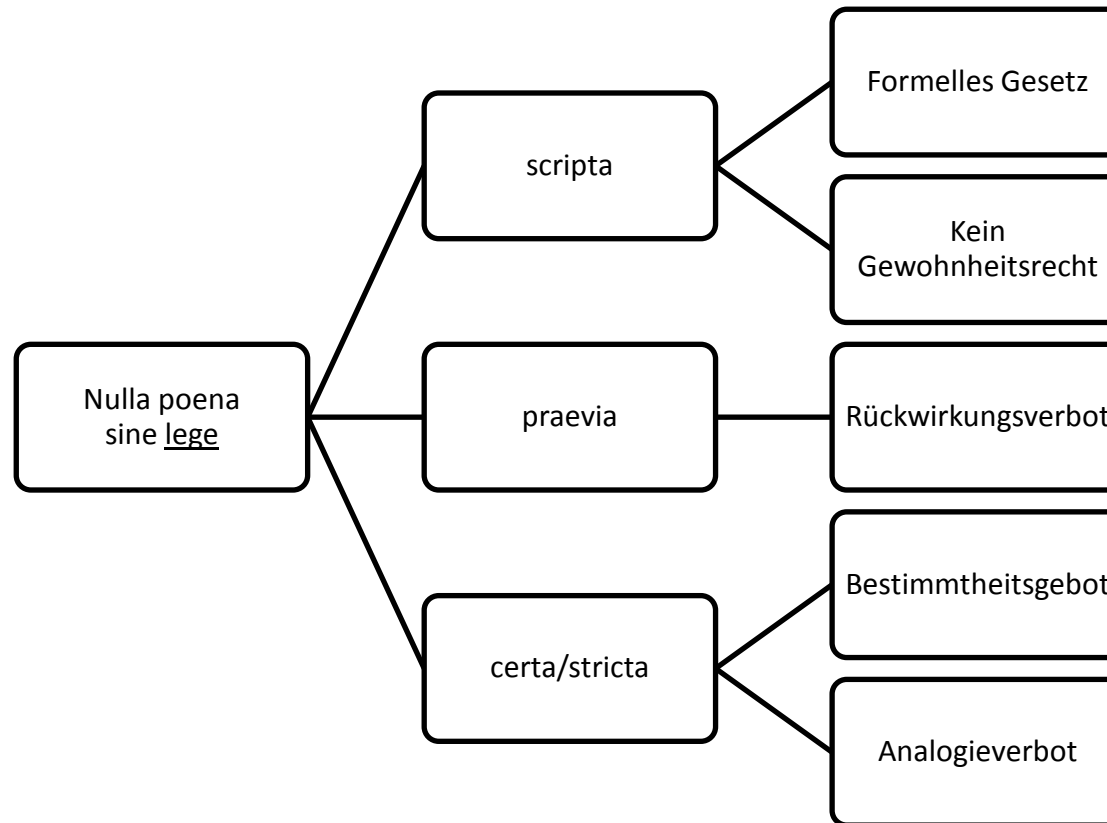 Nulla poena
sine lege
scripta
Formelles Gesetz
Kein
Gewohnheitsrecht
praevia
Rückwirkungsverbot
certa/stricta
Bestimmtheitsgebot
Analogieverbot